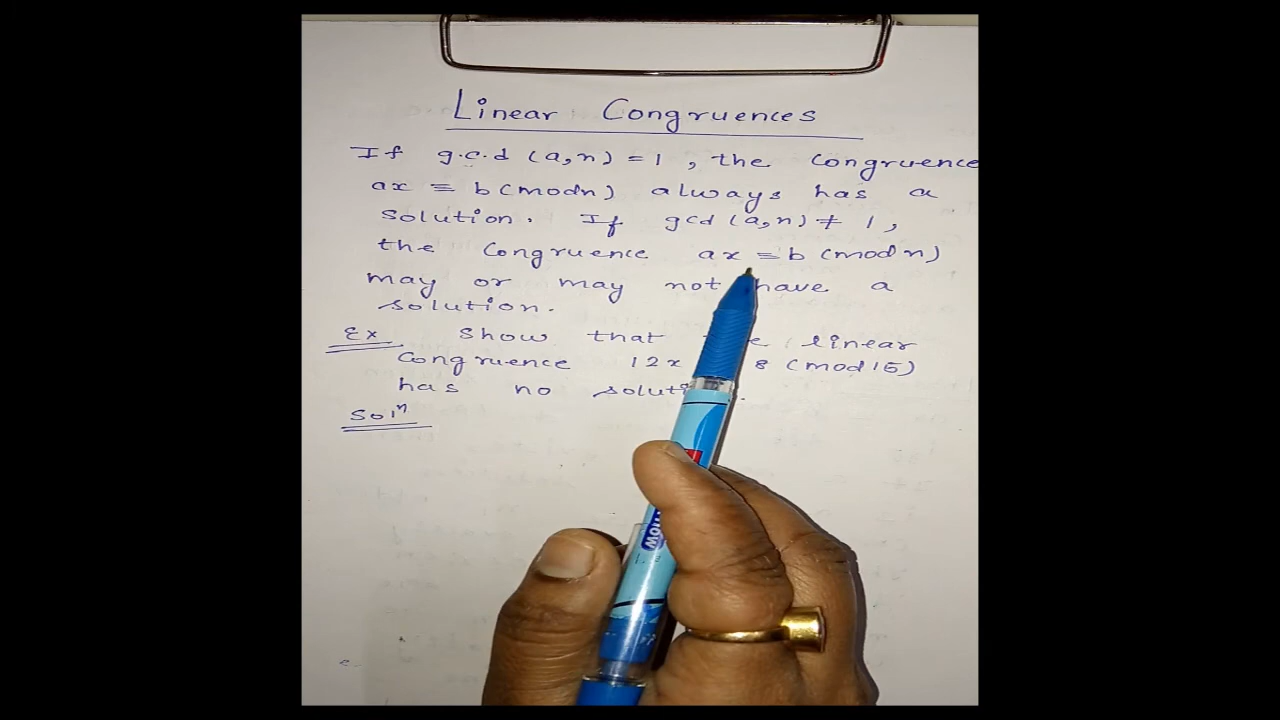 Linear Congruences
If g.c.d (a,n) = 1, the congruence
ax ≡ b (mod n) always has a
solution. If gcd (a,n) ≠ 1,
the congruence ax ≡ b (mod n)
may or may not have a
solution.
Ex Show that linear
Congruence 12x 8 (mod 15)
has no
Solⁿ